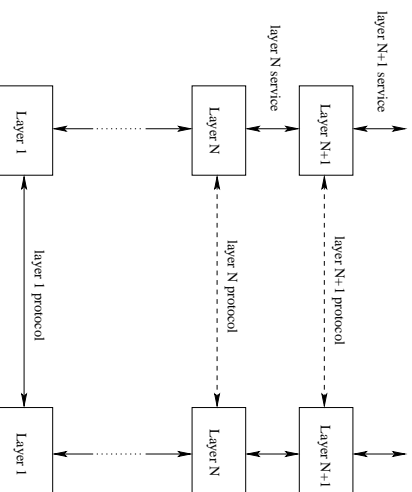 layer N+1 service
layer N service
Layer N+1
layer N+1 protocol
Layer N+1
Layer N
layer N protocol
Layer N
Layer 1
layer 1 protocol
Layer 1